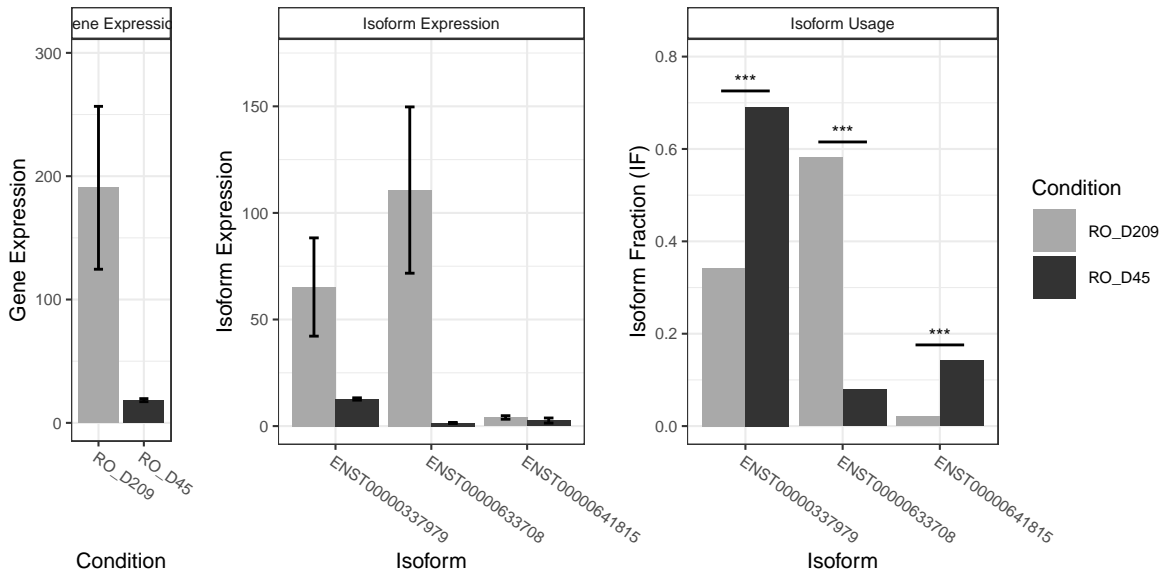 ene Expressio
Isoform Expression
Isoform Usage
Gene Expression
300
200
100
0
RO_D209
RO_D45
Condition
Isoform Expression
150
100
50
0
ENST00000337979
ENST00000633708
ENST00000641815
Isoform
Isoform Fraction (IF)
0.8
0.6
0.4
0.2
0.0
***
***
***
ENST00000337979
ENST00000633708
ENST00000641815
Isoform
Condition
RO_D209
RO_D45